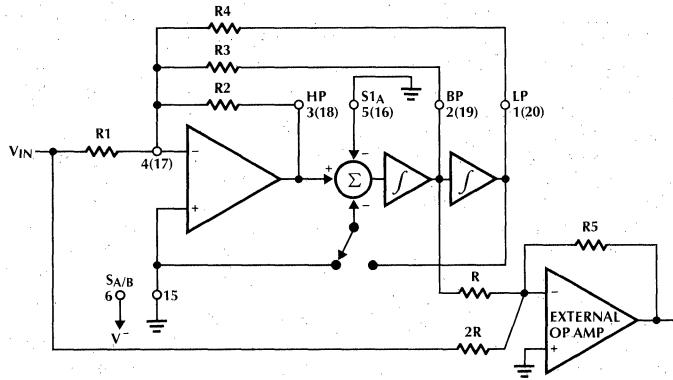 R4
R3
R2
HP
3(18)
S1A
5(16)
BP
2(19)
LP
1(20)
R1
VIN
4(17)
−
+
+
−
Σ
−
∫
∫
SA/B
6
15
V−
R5
R
2R
−
EXTERNAL
OP AMP
+